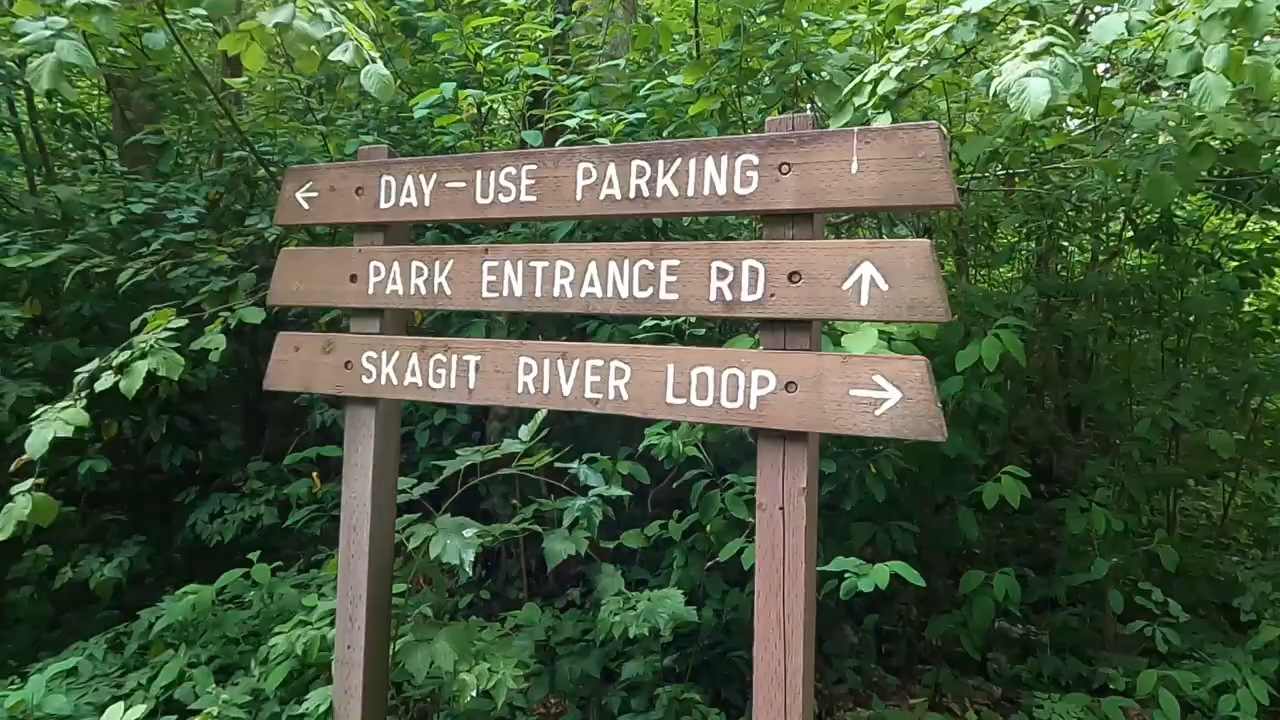 ← DAY-USE PARKING
PARK ENTRANCE RD ↑
SKAGIT RIVER LOOP →